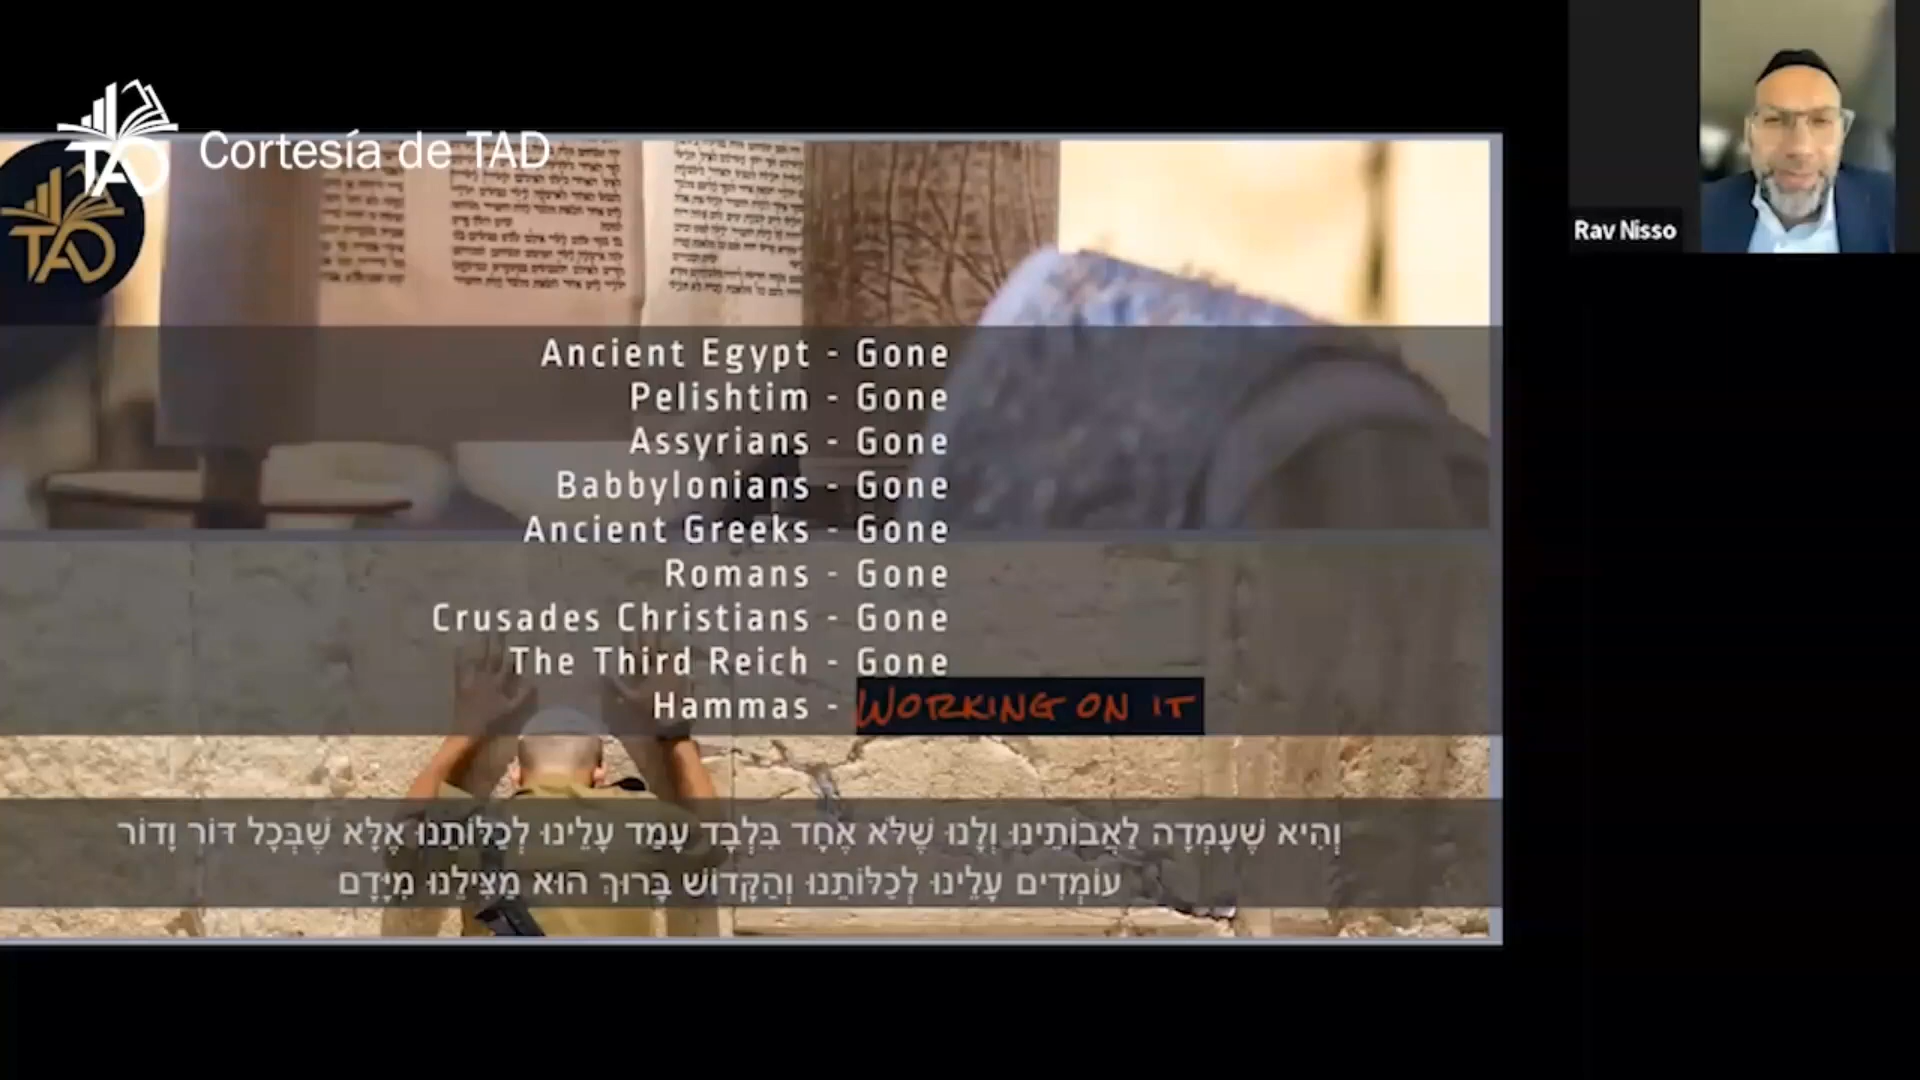 Cortesía de TAD
TAD
TAD
Rav Nisso
Ancient Egypt - Gone
Pelishtim - Gone
Assyrians - Gone
Babbylonians - Gone
Ancient Greeks - Gone
Romans - Gone
Crusades Christians - Gone
The Third Reich - Gone
Hammas - WORKING ON IT
וְהִיא שֶׁעָמְדָה לַאֲבוֹתֵינוּ וְלָנוּ שֶׁלֹּא אֶחָד בִּלְבָד עָמַד עָלֵינוּ לְכַלּוֹתֵנוּ אֶלָּא שֶׁבְּכָל דּוֹר וָדוֹר
עוֹמְדִים עָלֵינוּ לְכַלּוֹתֵנוּ וְהַקָּדוֹשׁ בָּרוּךְ הוּא מַצִּילֵנוּ מִיָּדָם